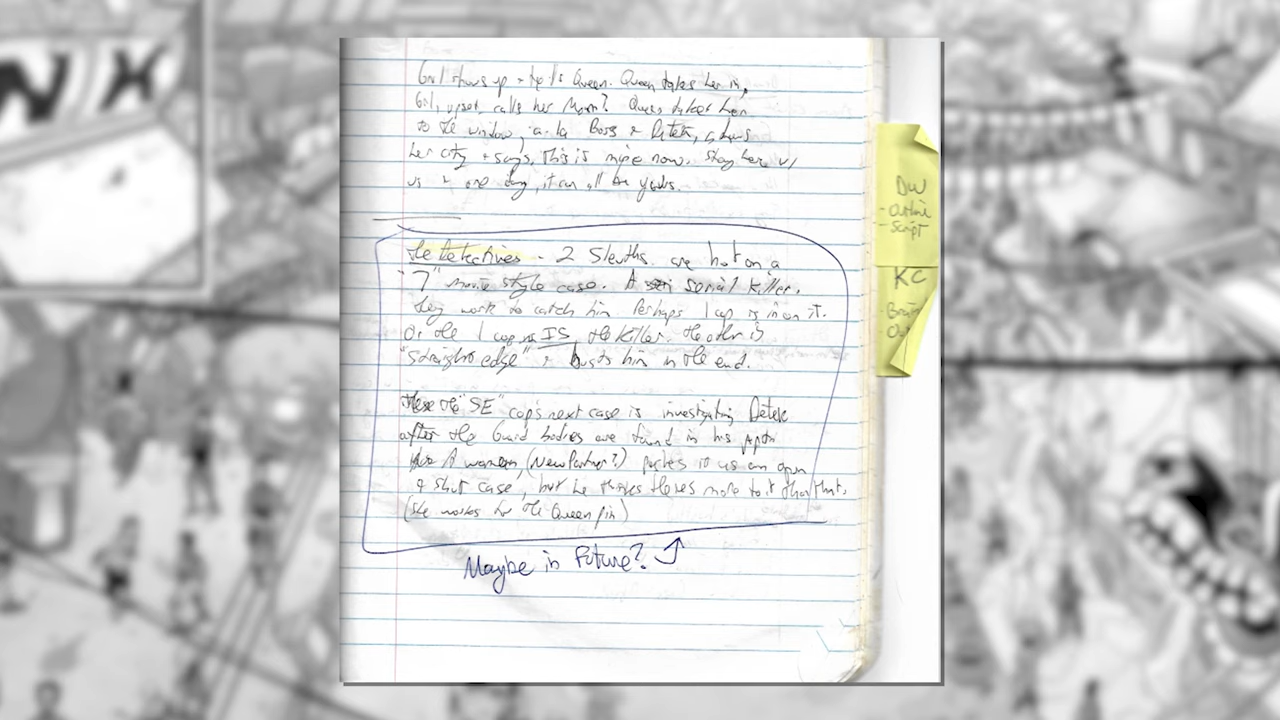 Girl shows up + tells Queen. Queen takes her in,
Girl, upset, calls her Mom? Queen takes her
to the window, a-la Boss & Derek, shows
her city + says, This is mine now. Stay here w/
us & one day, it can all be yours.
The Detectives - 2 Sleuths are hot on a
"7" movie style case. A serial killer.
They work to catch him Perhaps 1 cop is in on it.
Or the 1 cop IS the killer. The other is
"straight edge" & busts him in the end.
the "SE" cop's next case is investigating Derek
after the Guard bodies are found in his appt
A woman (New Partner?) pushes it as an open
& shut case, but he thinks theres more to it than that.
(She works for the Queen pin)
Maybe in Future?
DW
- Outline
- Script
KC
NX